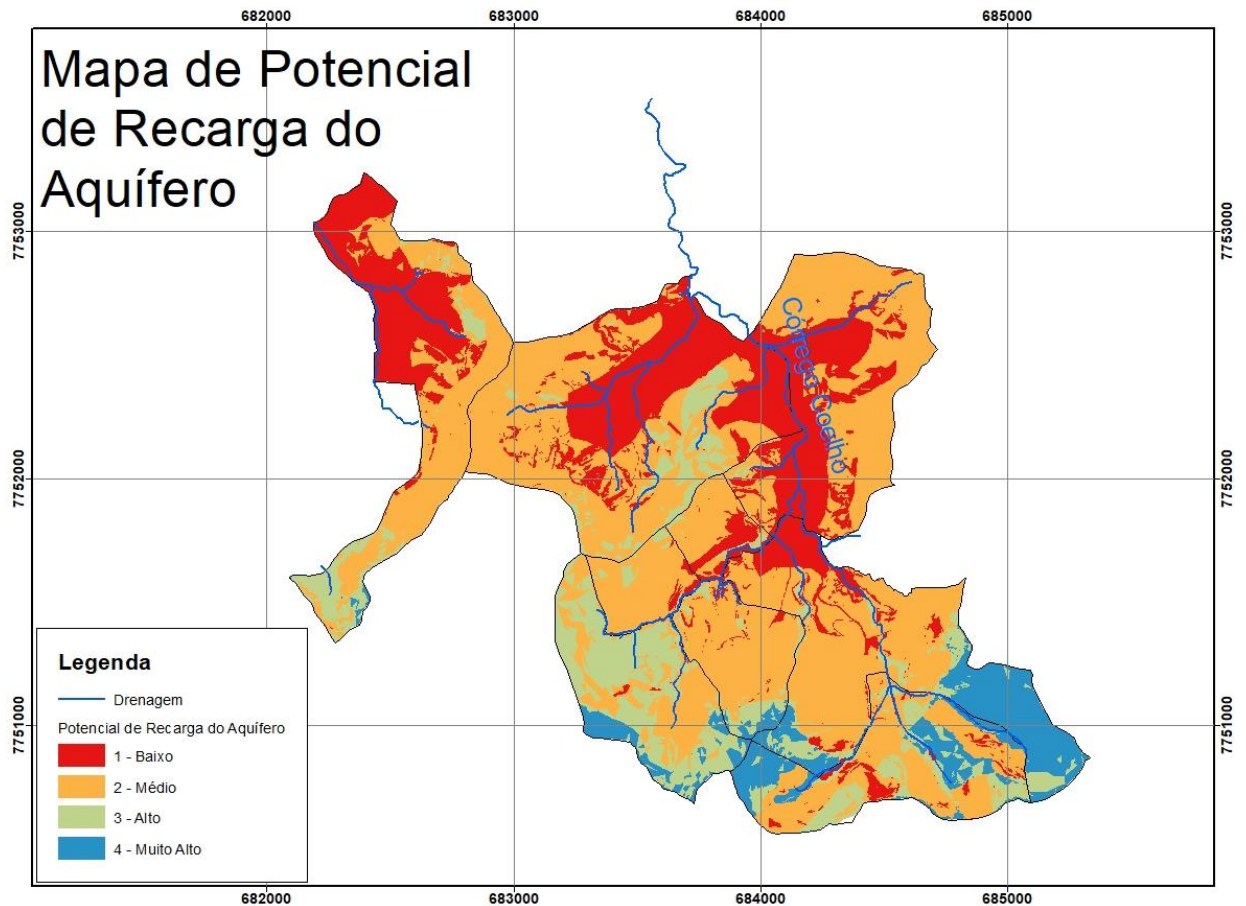 682000 683000 684000 685000
Mapa de Potencial
de Recarga do
Aquífero
7753000 7753000
Córrego Coelho
7752000 7752000
Legenda
Drenagem
Potencial de Recarga do Aquífero
1 - Baixo
2 - Médio
3 - Alto
4 - Muito Alto
7751000 7751000
682000 683000 684000 685000